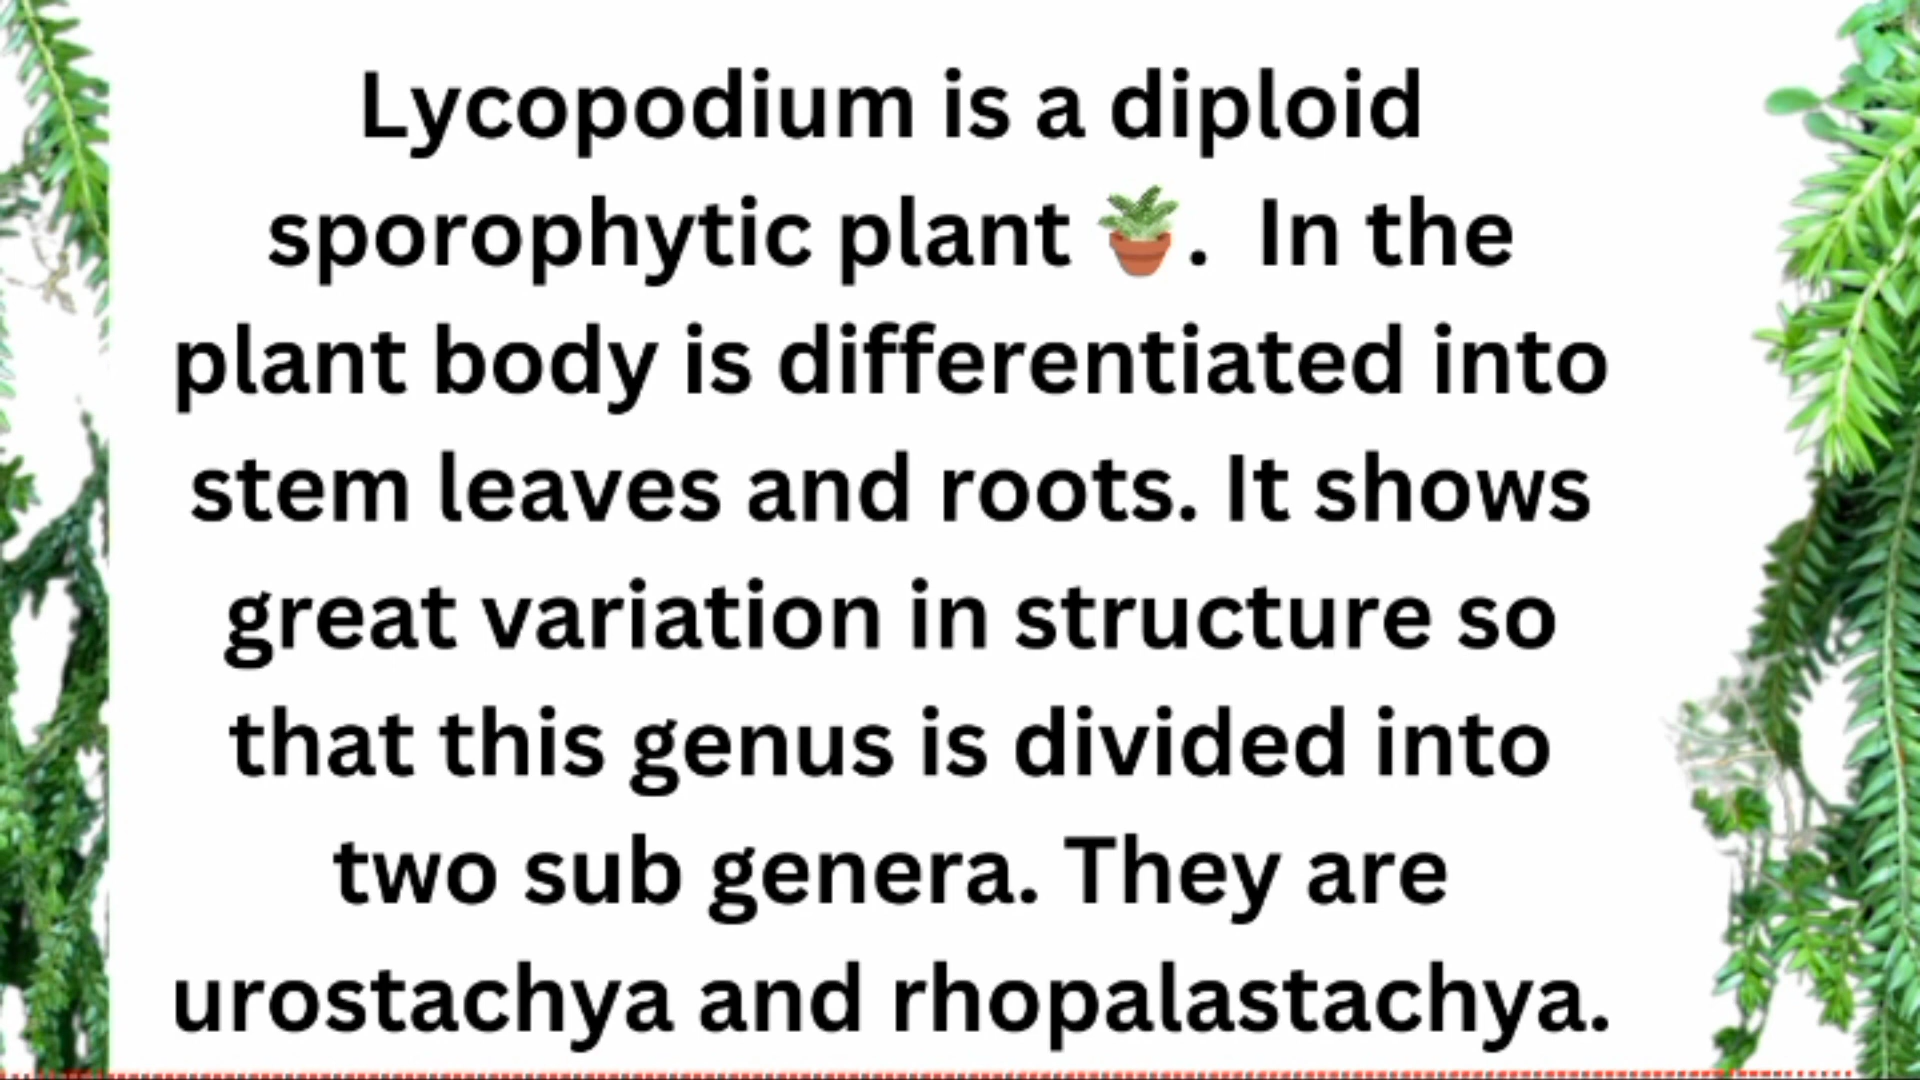 Lycopodium is a diploid
sporophytic plant 🪴.  In the
plant body is differentiated into
stem leaves and roots. It shows
great variation in structure so
that this genus is divided into
two sub genera. They are
urostachya and rhopalastachya.